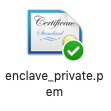 Certificate
Standard
enclave_private.p
em